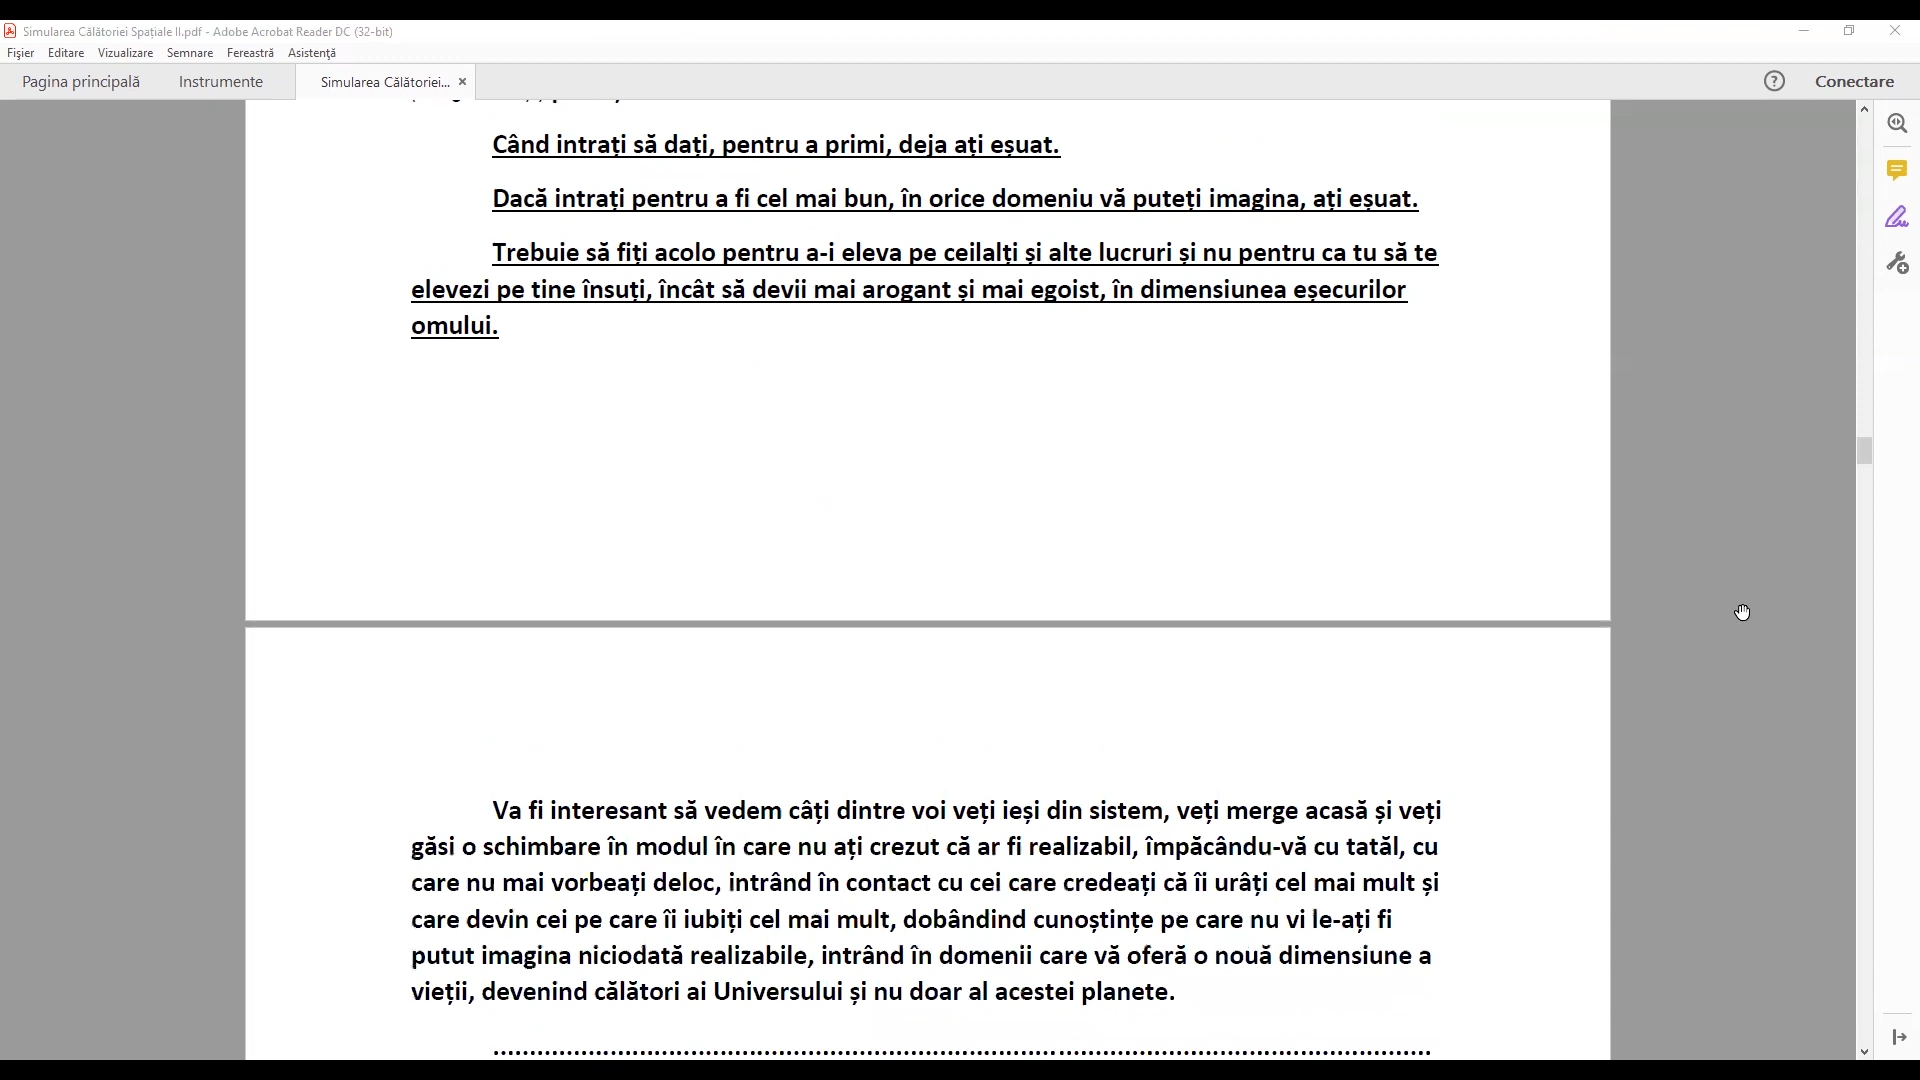 Simularea Călătoriei Spațiale II.pdf - Adobe Acrobat Reader DC (32-bit)
Fișier Editare Vizualizare Semnare Fereastră Asistență
Pagina principală Instrumente Simularea Călătoriei... × ? Conectare
Când intrați să dați, pentru a primi, deja ați eșuat.
Dacă intrați pentru a fi cel mai bun, în orice domeniu vă puteți imagina, ați eșuat.
Trebuie să fiți acolo pentru a-i eleva pe ceilalți și alte lucruri și nu pentru ca tu să te
elevezi pe tine însuți, încât să devii mai arogant și mai egoist, în dimensiunea eșecurilor
omului.
Va fi interesant să vedem câți dintre voi veți ieși din sistem, veți merge acasă și veți
găsi o schimbare în modul în care nu ați crezut că ar fi realizabil, împăcându-vă cu tatăl, cu
care nu mai vorbeați deloc, intrând în contact cu cei care credeați că îi urâți cel mai mult și
care devin cei pe care îi iubiți cel mai mult, dobândind cunoștințe pe care nu vi le-ați fi
putut imagina niciodată realizabile, intrând în domenii care vă oferă o nouă dimensiune a
vieții, devenind călători ai Universului și nu doar al acestei planete.